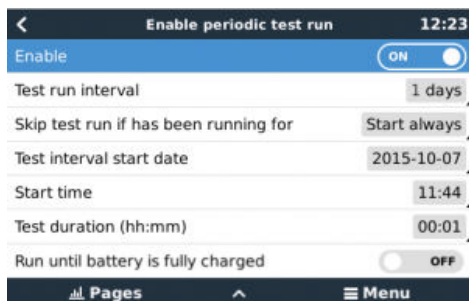 Enable periodic test run 12:23
Enable ON
Test run interval 1 days
Skip test run if has been running for Start always
Test interval start date 2015-10-07
Start time 11:44
Test duration (hh:mm) 00:01
Run until battery is fully charged OFF
Pages Menu